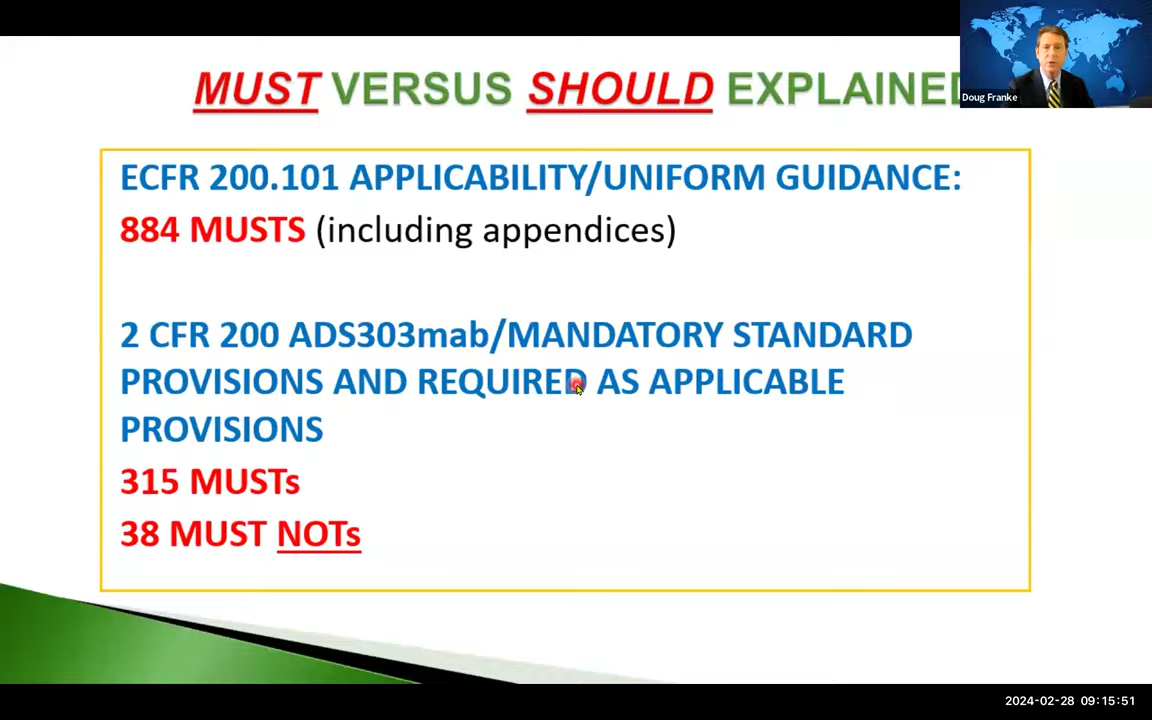 MUST VERSUS SHOULD EXPLAINED
Doug Franke
ECFR 200.101 APPLICABILITY/UNIFORM GUIDANCE:
884 MUSTS (including appendices)
2 CFR 200 ADS303mab/MANDATORY STANDARD
PROVISIONS AND REQUIRED AS APPLICABLE
PROVISIONS
315 MUSTs
38 MUST NOTs
2024-02-28 09:15:51